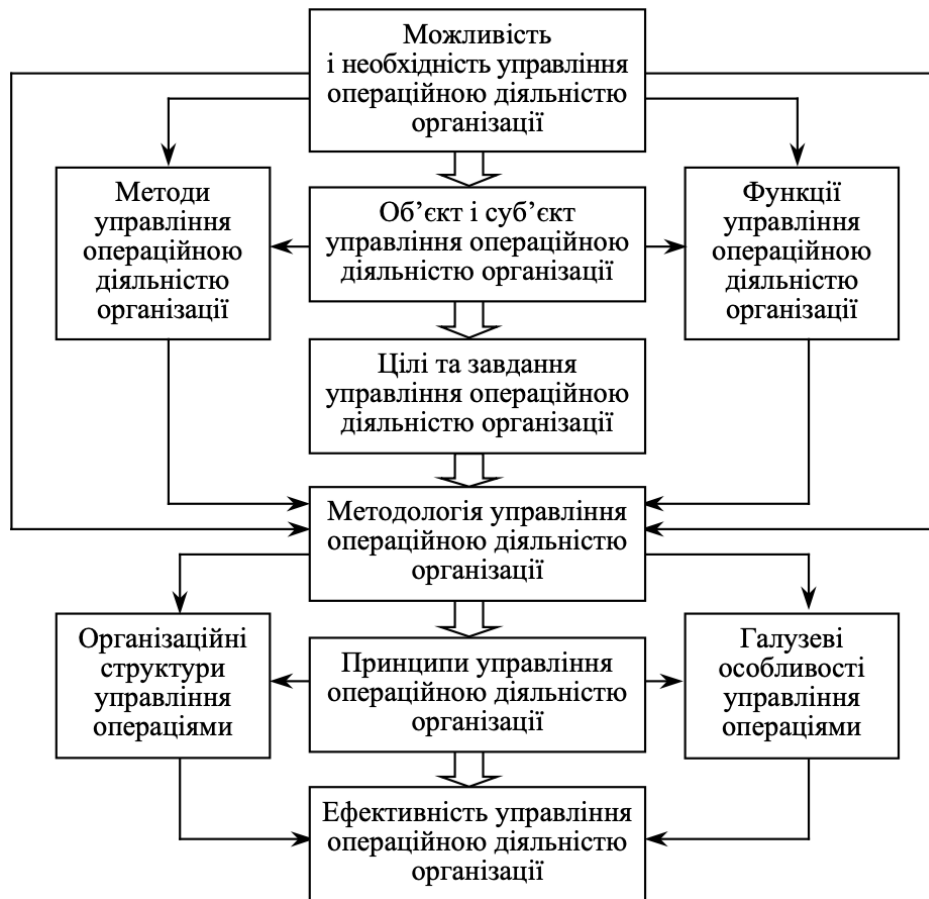 Можливість
і необхідність управління
операційною діяльністю
організації
Методи
управління
операційною
діяльністю
організації
Об’єкт і суб’єкт
управління операційною
діяльністю організації
Функції
управління
операційною
діяльністю
організації
Цілі та завдання
управління операційною
діяльністю організації
Методологія управління
операційною діяльністю
організації
Організаційні
структури
управління
операціями
Принципи управління
операційною діяльністю
організації
Галузеві
особливості
управління
операціями
Ефективність управління
операційною діяльністю
організації